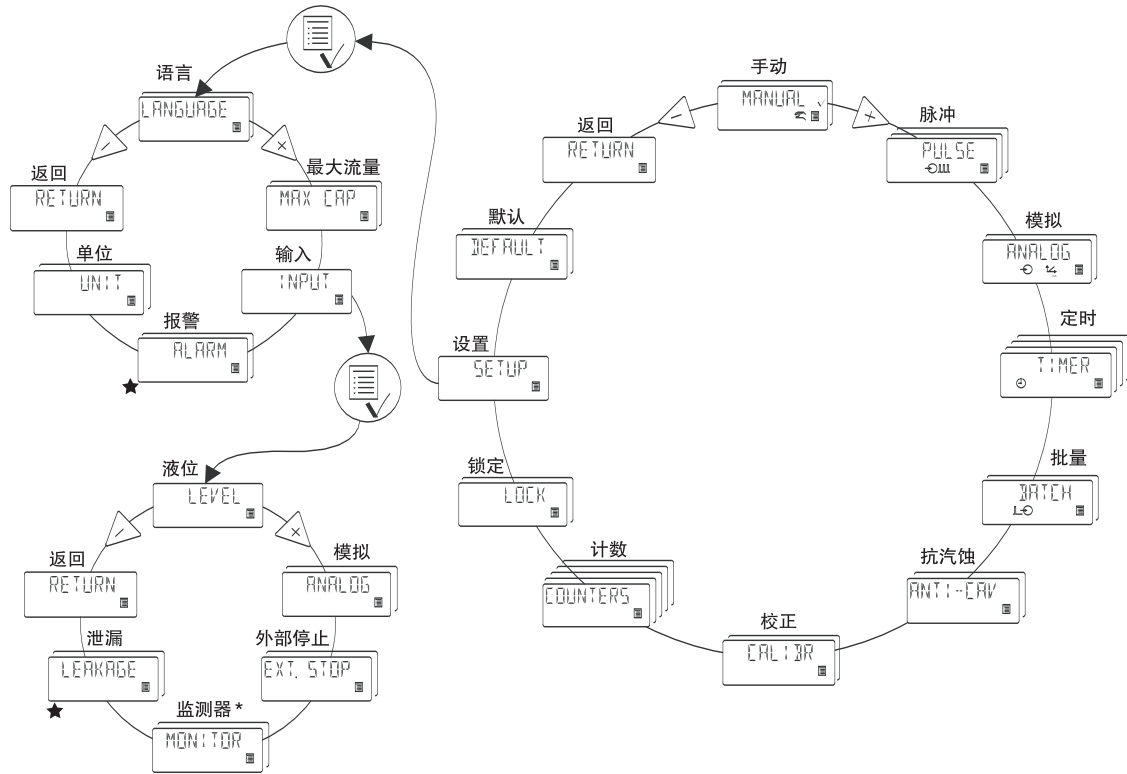 语言
LANGUAGE
返回
RETURN
最大流量
MAX CAP
单位
UNIT
输入
INPUT
报警
ALARM
液位
LEVEL
返回
RETURN
模拟
ANALOG
泄漏
LEAKAGE
外部停止
EXT. STOP
监测器*
MONITOR
手动
MANUAL
返回
RETURN
脉冲
PULSE
默认
DEFAULT
模拟
ANALOG
设置
SETUP
定时
TIMER
锁定
LOCK
批量
BATCH
计数
COUNTERS
抗汽蚀
ANTI-CAV
校正
CALIBR